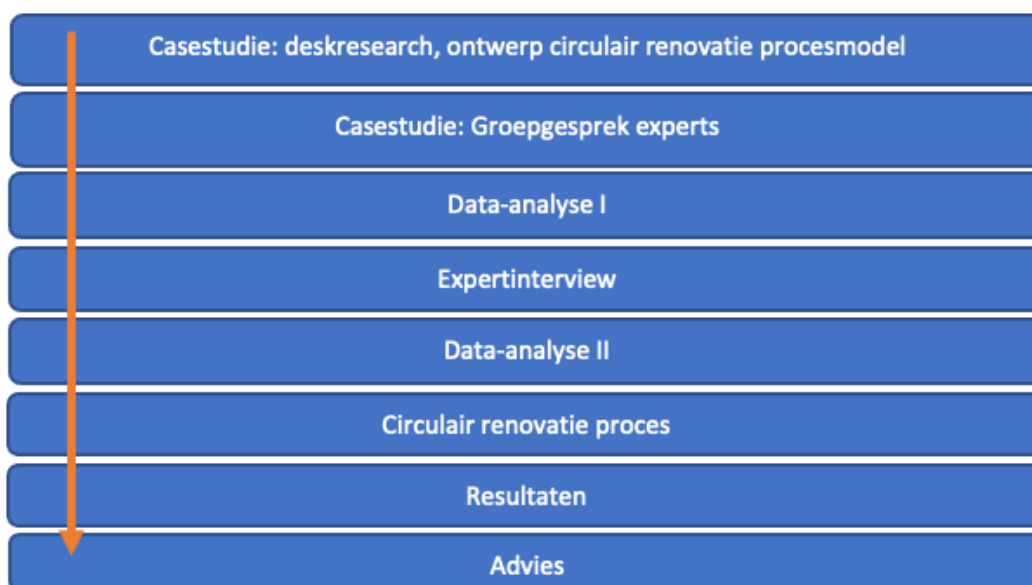 Casestudie: deskresearch, ontwerp circulair renovatie procesmodel
Casestudie: Groepgesprek experts
Data-analyse I
Expertinterview
Data-analyse II
Circulair renovatie proces
Resultaten
Advies